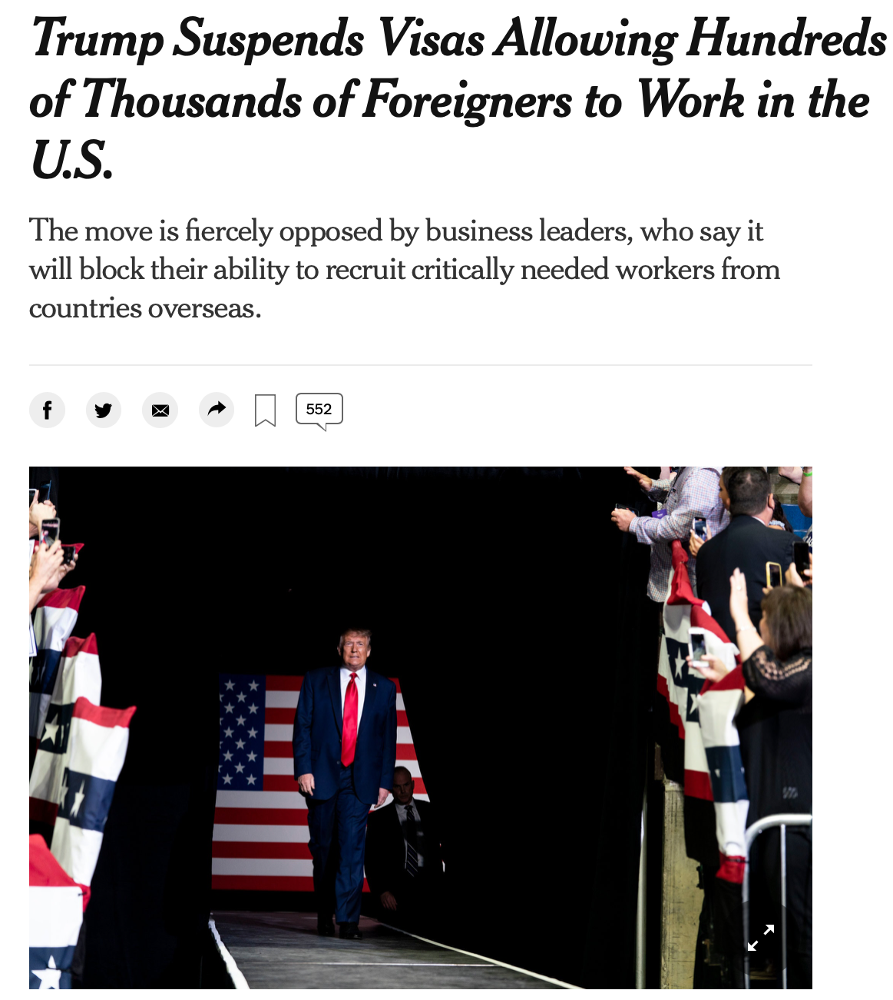 Trump Suspends Visas Allowing Hundreds
of Thousands of Foreigners to Work in the
U.S.
The move is fiercely opposed by business leaders, who say it
will block their ability to recruit critically needed workers from
countries overseas.
552